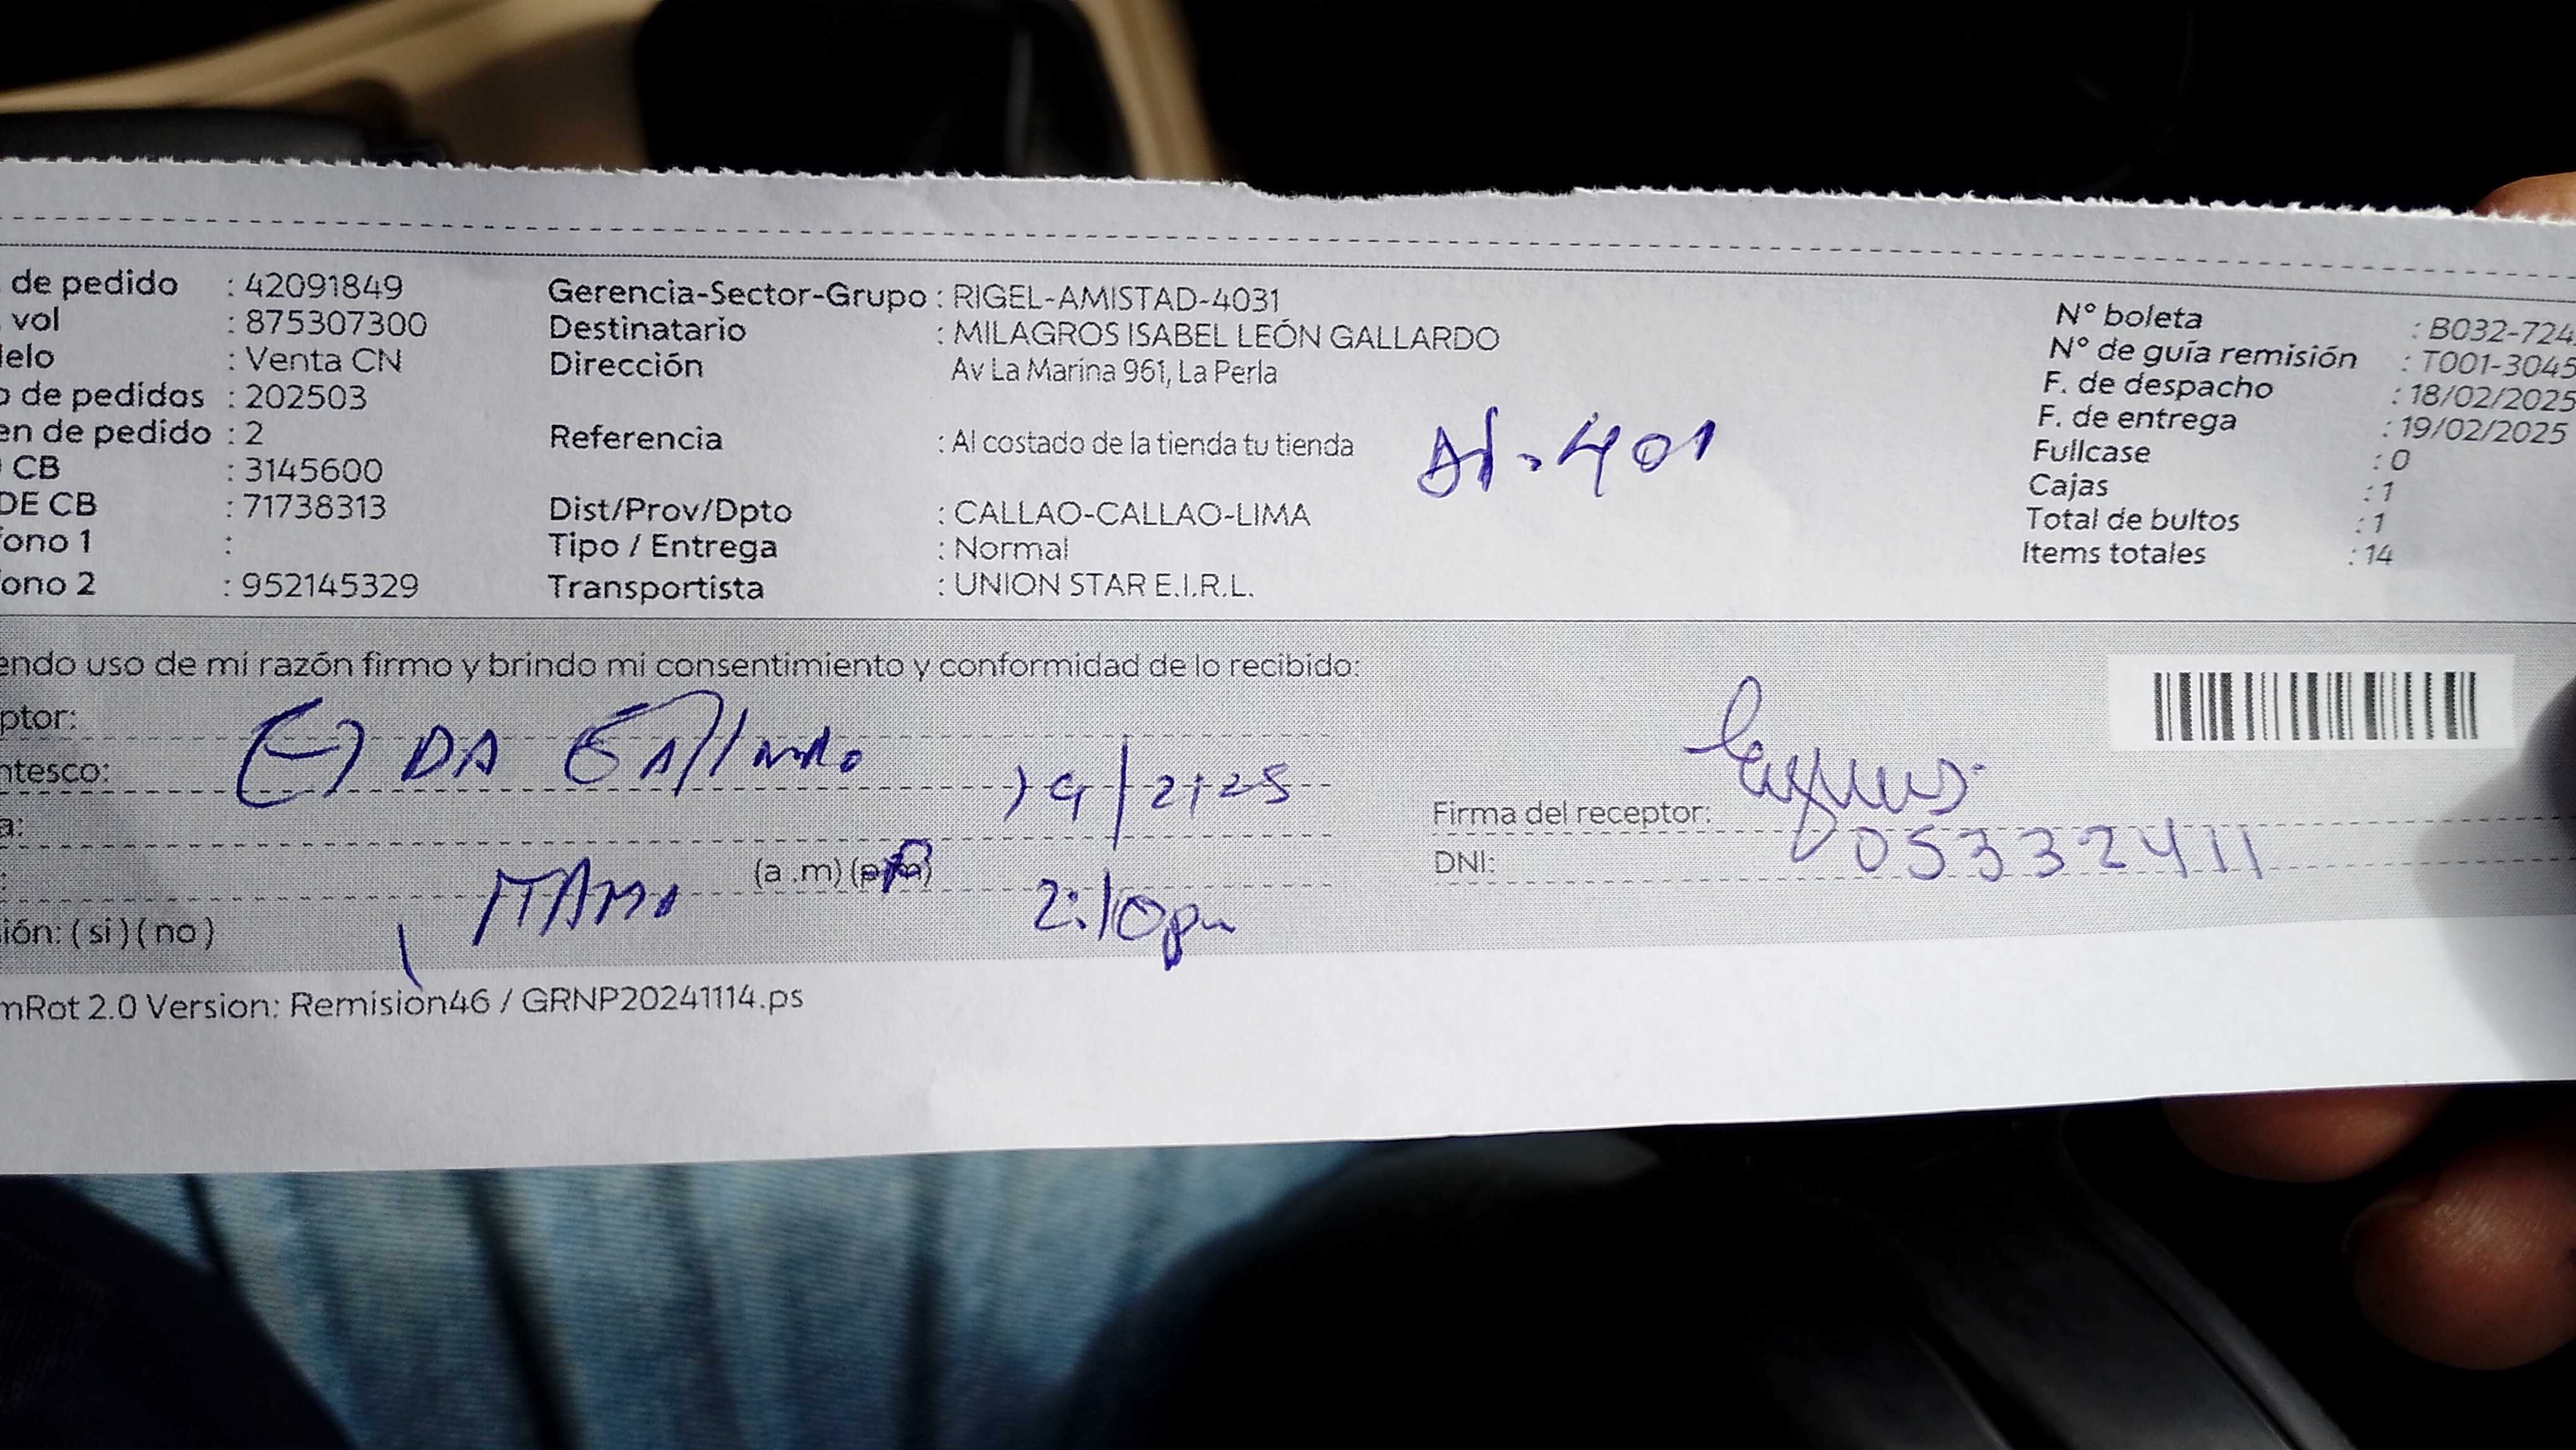 de pedido : 42091849
vol : 875307300
elo : Venta CN
de pedidos : 202503
en de pedido : 2
CB : 3145600
DE CB : 71738313
ono 1 :
ono 2 : 952145329
Gerencia-Sector-Grupo : RIGEL-AMISTAD-4031
Destinatario : MILAGROS ISABEL LEÓN GALLARDO
Dirección Av La Marina 961, La Perla
Referencia : Al costado de la tienda tu tienda
401
Dist/Prov/Dpto : CALLAO-CALLAO-LIMA
Tipo / Entrega : Normal
Transportista : UNION STAR E.I.R.L.
N° boleta : B032-724
N° de guía remisión : T001-3045
F. de despacho : 18/02/2025
F. de entrega : 19/02/2025
Fullcase : 0
Cajas : 1
Total de bultos : 1
Items totales : 14
endo uso de mi razón firmo y brindo mi consentimiento y conformidad de lo recibido:
ptor:
ntesco:
a:
: (a .m) (p.m)
2:10pm
ión: ( si ) ( no )
Firma del receptor:
DNI: 05332411
mRot 2.0 Version: Remision46 / GRNP20241114.ps